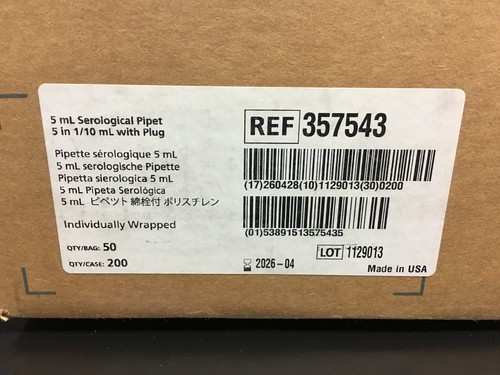 5 mL Serological Pipet
5 in 1/10 mL with Plug
Pipette sérologique 5 mL
5 mL serologische Pipette
Pipetta sierologica 5 mL
5 mL Pipeta Serológica
5 mL ピペット 綿栓付 ポリスチレン
Individually Wrapped
QTY/BAG: 50
QTY/CASE: 200
REF 357543
(17)260428(10)1129013(30)0200
(01)53891513575435
2026-04
LOT 1129013
Made in USA